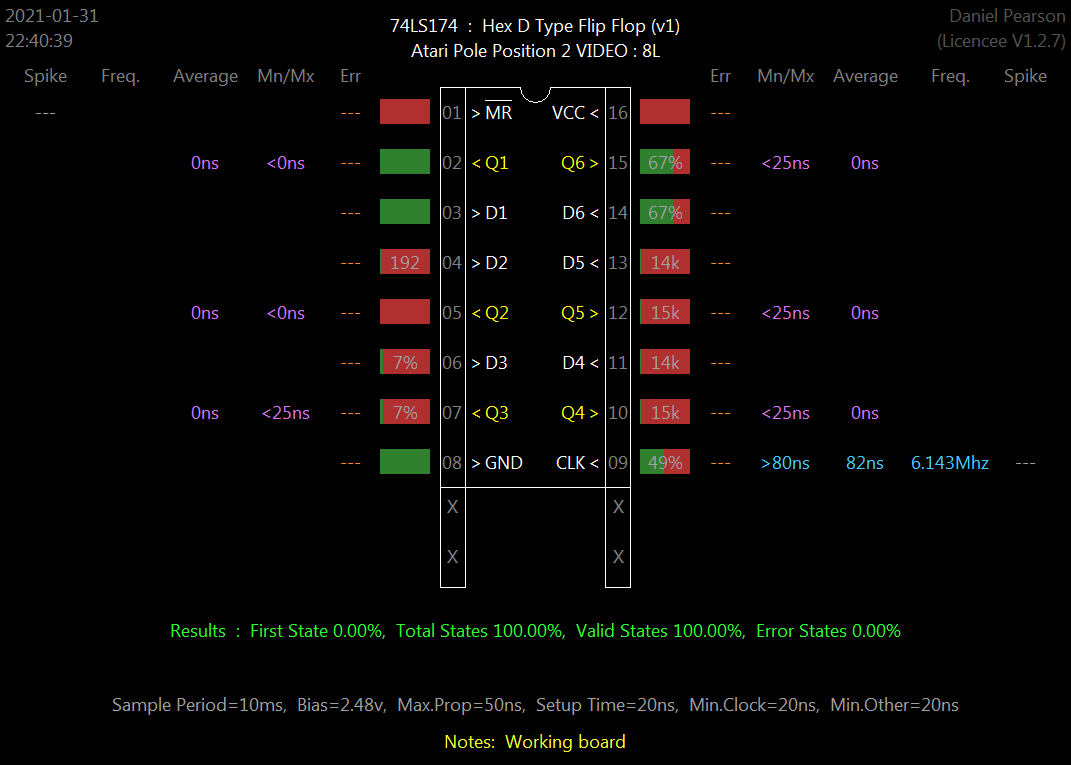 2021-01-31 74LS174 : Hex D Type Flip Flop (v1) Daniel Pearson
22:40:39 Atari Pole Position 2 VIDEO : 8L (Licencee V1.2.7)
Spike Freq. Average Mn/Mx Err Err Mn/Mx Average Freq. Spike
--- --- 01 > MR VCC < 16 ---
0ns <0ns --- 02 < Q1 Q6 > 15 67% --- <25ns 0ns
--- 03 > D1 D6 < 14 67% ---
--- 192 04 > D2 D5 < 13 14k ---
0ns <0ns --- 05 < Q2 Q5 > 12 15k --- <25ns 0ns
--- 7% 06 > D3 D4 < 11 14k ---
0ns <25ns --- 7% 07 < Q3 Q4 > 10 15k --- <25ns 0ns
--- 08 > GND CLK < 09 49% --- >80ns 82ns 6.143Mhz ---
X X
X X
Results : First State 0.00%, Total States 100.00%, Valid States 100.00%, Error States 0.00%
Sample Period=10ms, Bias=2.48v, Max.Prop=50ns, Setup Time=20ns, Min.Clock=20ns, Min.Other=20ns
Notes: Working board